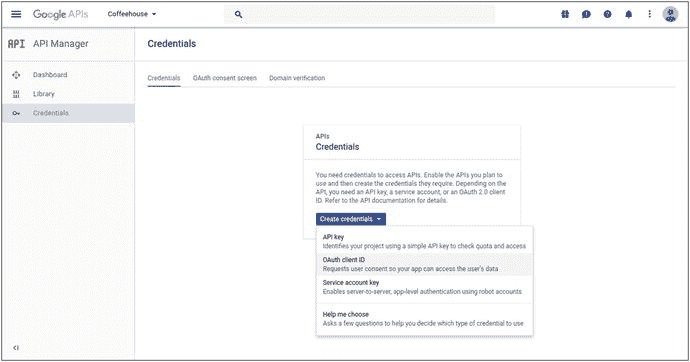 Google APIs
Coffeehouse
API API Manager
Credentials
Dashboard
Library
Credentials
Credentials OAuth consent screen Domain verification
APIs
Credentials
You need credentials to access APIs. Enable the APIs you plan to
use and then create the credentials they require. Depending on the
API, you need an API key, a service account, or an OAuth 2.0 client
ID. Refer to the API documentation for details.
Create credentials
API key
Identifies your project using a simple API key to check quota and access
OAuth client ID
Requests user consent so your app can access the user's data
Service account key
Enables server-to-server, app-level authentication using robot accounts
Help me choose
Asks a few questions to help you decide which type of credential to use